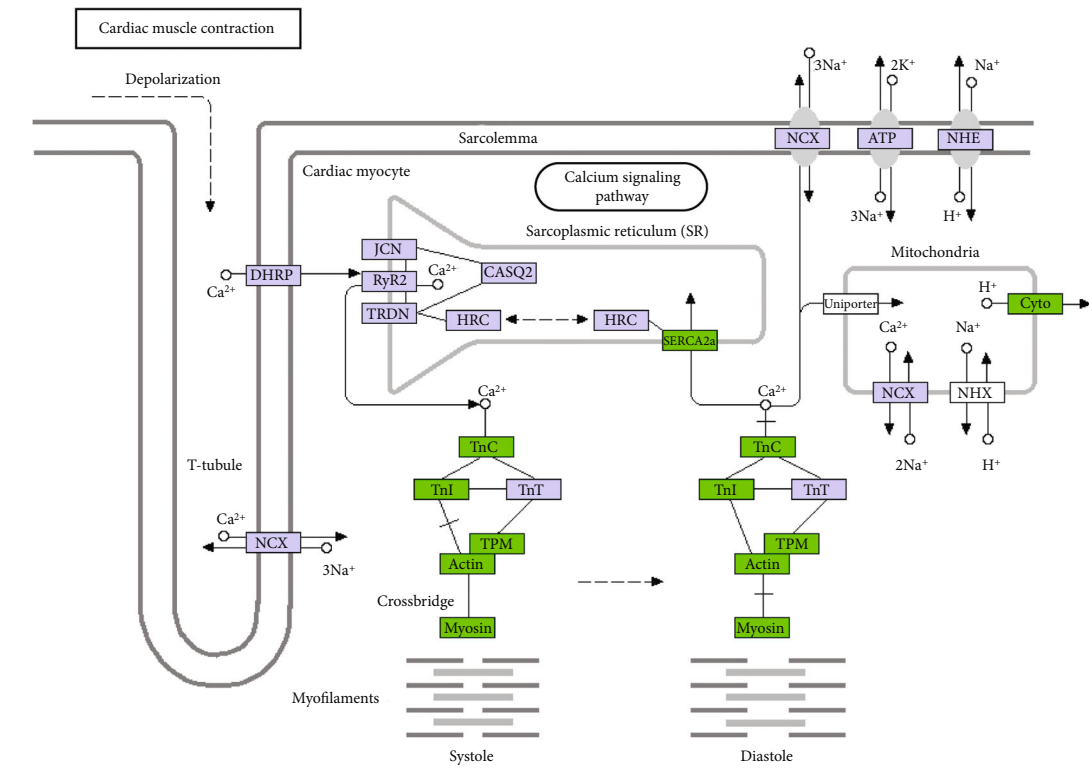 Cardiac muscle contraction
Depolarization
3Na⁺
2K⁺
Na⁺
Sarcolemma
NCX
ATP
NHE
Cardiac myocyte
Calcium signaling
pathway
3Na⁺
H⁺
Sarcoplasmic reticulum (SR)
Mitochondria
JCN
Ca²⁺
CASQ2
DHRP
RyR2
Ca²⁺
TRDN
HRC
HRC
SERCA2a
Uniporter
H⁺
Cyto
Ca²⁺
Na⁺
NCX
NHX
2Na⁺
H⁺
Ca²⁺
Ca²⁺
TnC
TnC
T-tubule
TnI
TnT
TnI
TnT
Ca²⁺
NCX
3Na⁺
TPM
Actin
TPM
Actin
Crossbridge
Myosin
Myosin
Myofilaments
Systole
Diastole